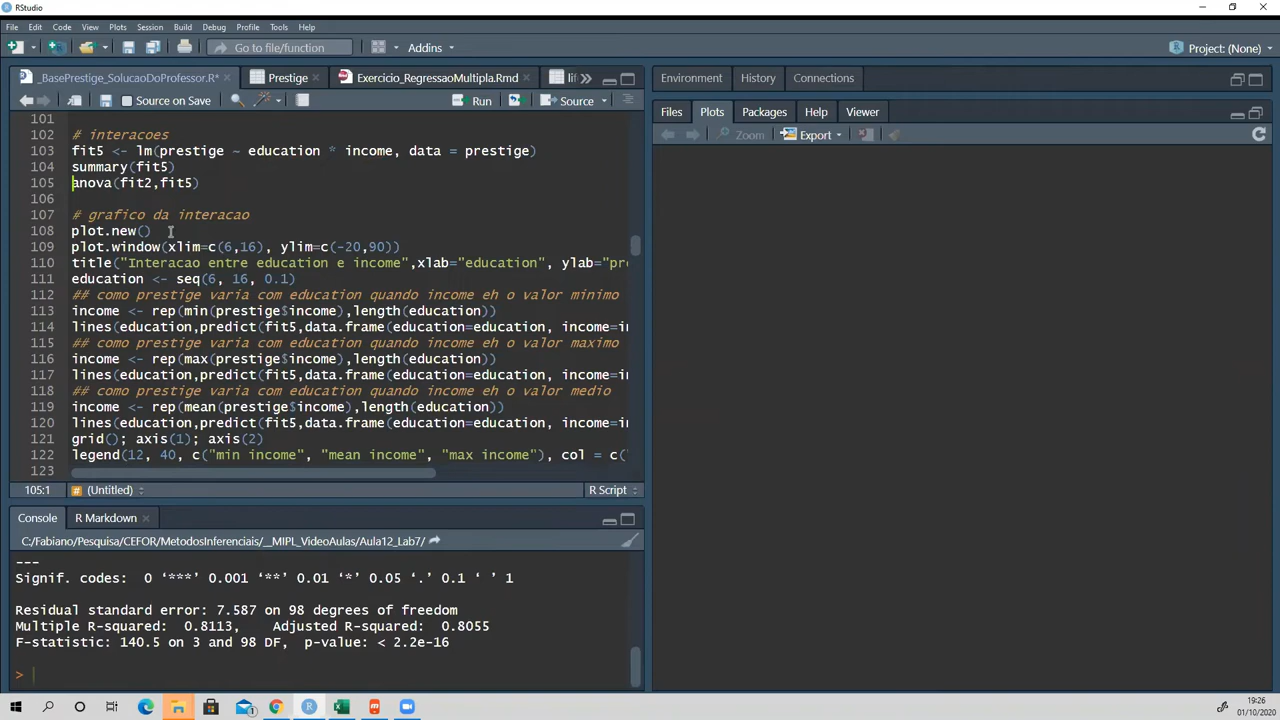 RStudio
File Edit Code View Plots Session Build Debug Profile Tools Help
Go to file/function Addins Project: (None)
_BasePrestige_SolucaoDoProfessor.R* Prestige Exercicio_RegressaoMultipla.Rmd
Environment History Connections
Source on Save Run Source
Files Plots Packages Help Viewer
Zoom Export
101
102 # interacoes
103 fit5 <- lm(prestige ~ education * income, data = prestige)
104 summary(fit5)
105 anova(fit2,fit5)
106
107 # grafico da interacao
108 plot.new()
109 plot.window(xlim=c(6,16), ylim=c(-20,90))
110 title("Interacao entre education e income",xlab="education", ylab="pr
111 education <- seq(6, 16, 0.1)
112 ## como prestige varia com education quando income eh o valor minimo
113 income <- rep(min(prestige$income),length(education))
114 lines(education,predict(fit5,data.frame(education=education, income=i
115 ## como prestige varia com education quando income eh o valor maximo
116 income <- rep(max(prestige$income),length(education))
117 lines(education,predict(fit5,data.frame(education=education, income=i
118 ## como prestige varia com education quando income eh o valor medio
119 income <- rep(mean(prestige$income),length(education))
120 lines(education,predict(fit5,data.frame(education=education, income=i
121 grid(); axis(1); axis(2)
122 legend(12, 40, c("min income", "mean income", "max income"), col = c(
123
105:1 (Untitled) R Script
Console R Markdown
C:/Fabiano/Pesquisa/CEFOR/MetodosInferenciais/__MIPL_VideoAulas/Aula12_Lab7/
---
Signif. codes: 0 ‘***’ 0.001 ‘**’ 0.01 ‘*’ 0.05 ‘.’ 0.1 ‘ ’ 1
Residual standard error: 7.587 on 98 degrees of freedom
Multiple R-squared: 0.8113, Adjusted R-squared: 0.8055
F-statistic: 140.5 on 3 and 98 DF, p-value: < 2.2e-16
>
19:26
01/10/2020